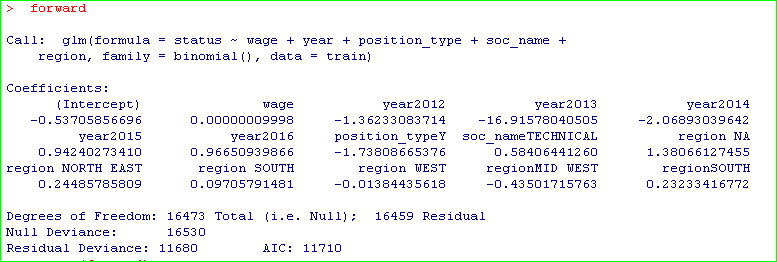 > forward
Call: glm(formula = status ~ wage + year + position_type + soc_name +
region, family = binomial(), data = train)
Coefficients:
(Intercept) wage year2012 year2013 year2014
-0.53705856696 0.00000009998 -1.36233083714 -16.91578040505 -2.06893039642
year2015 year2016 position_typeY soc_nameTECHNICAL region NA
0.94240273410 0.96650939866 -1.73808665376 0.58406441260 1.38066127455
region NORTH EAST region SOUTH region WEST regionMID WEST regionSOUTH
0.24485785809 0.09705791481 -0.01384435618 -0.43501715763 0.23233416772
Degrees of Freedom: 16473 Total (i.e. Null); 16459 Residual
Null Deviance: 16530
Residual Deviance: 11680 AIC: 11710